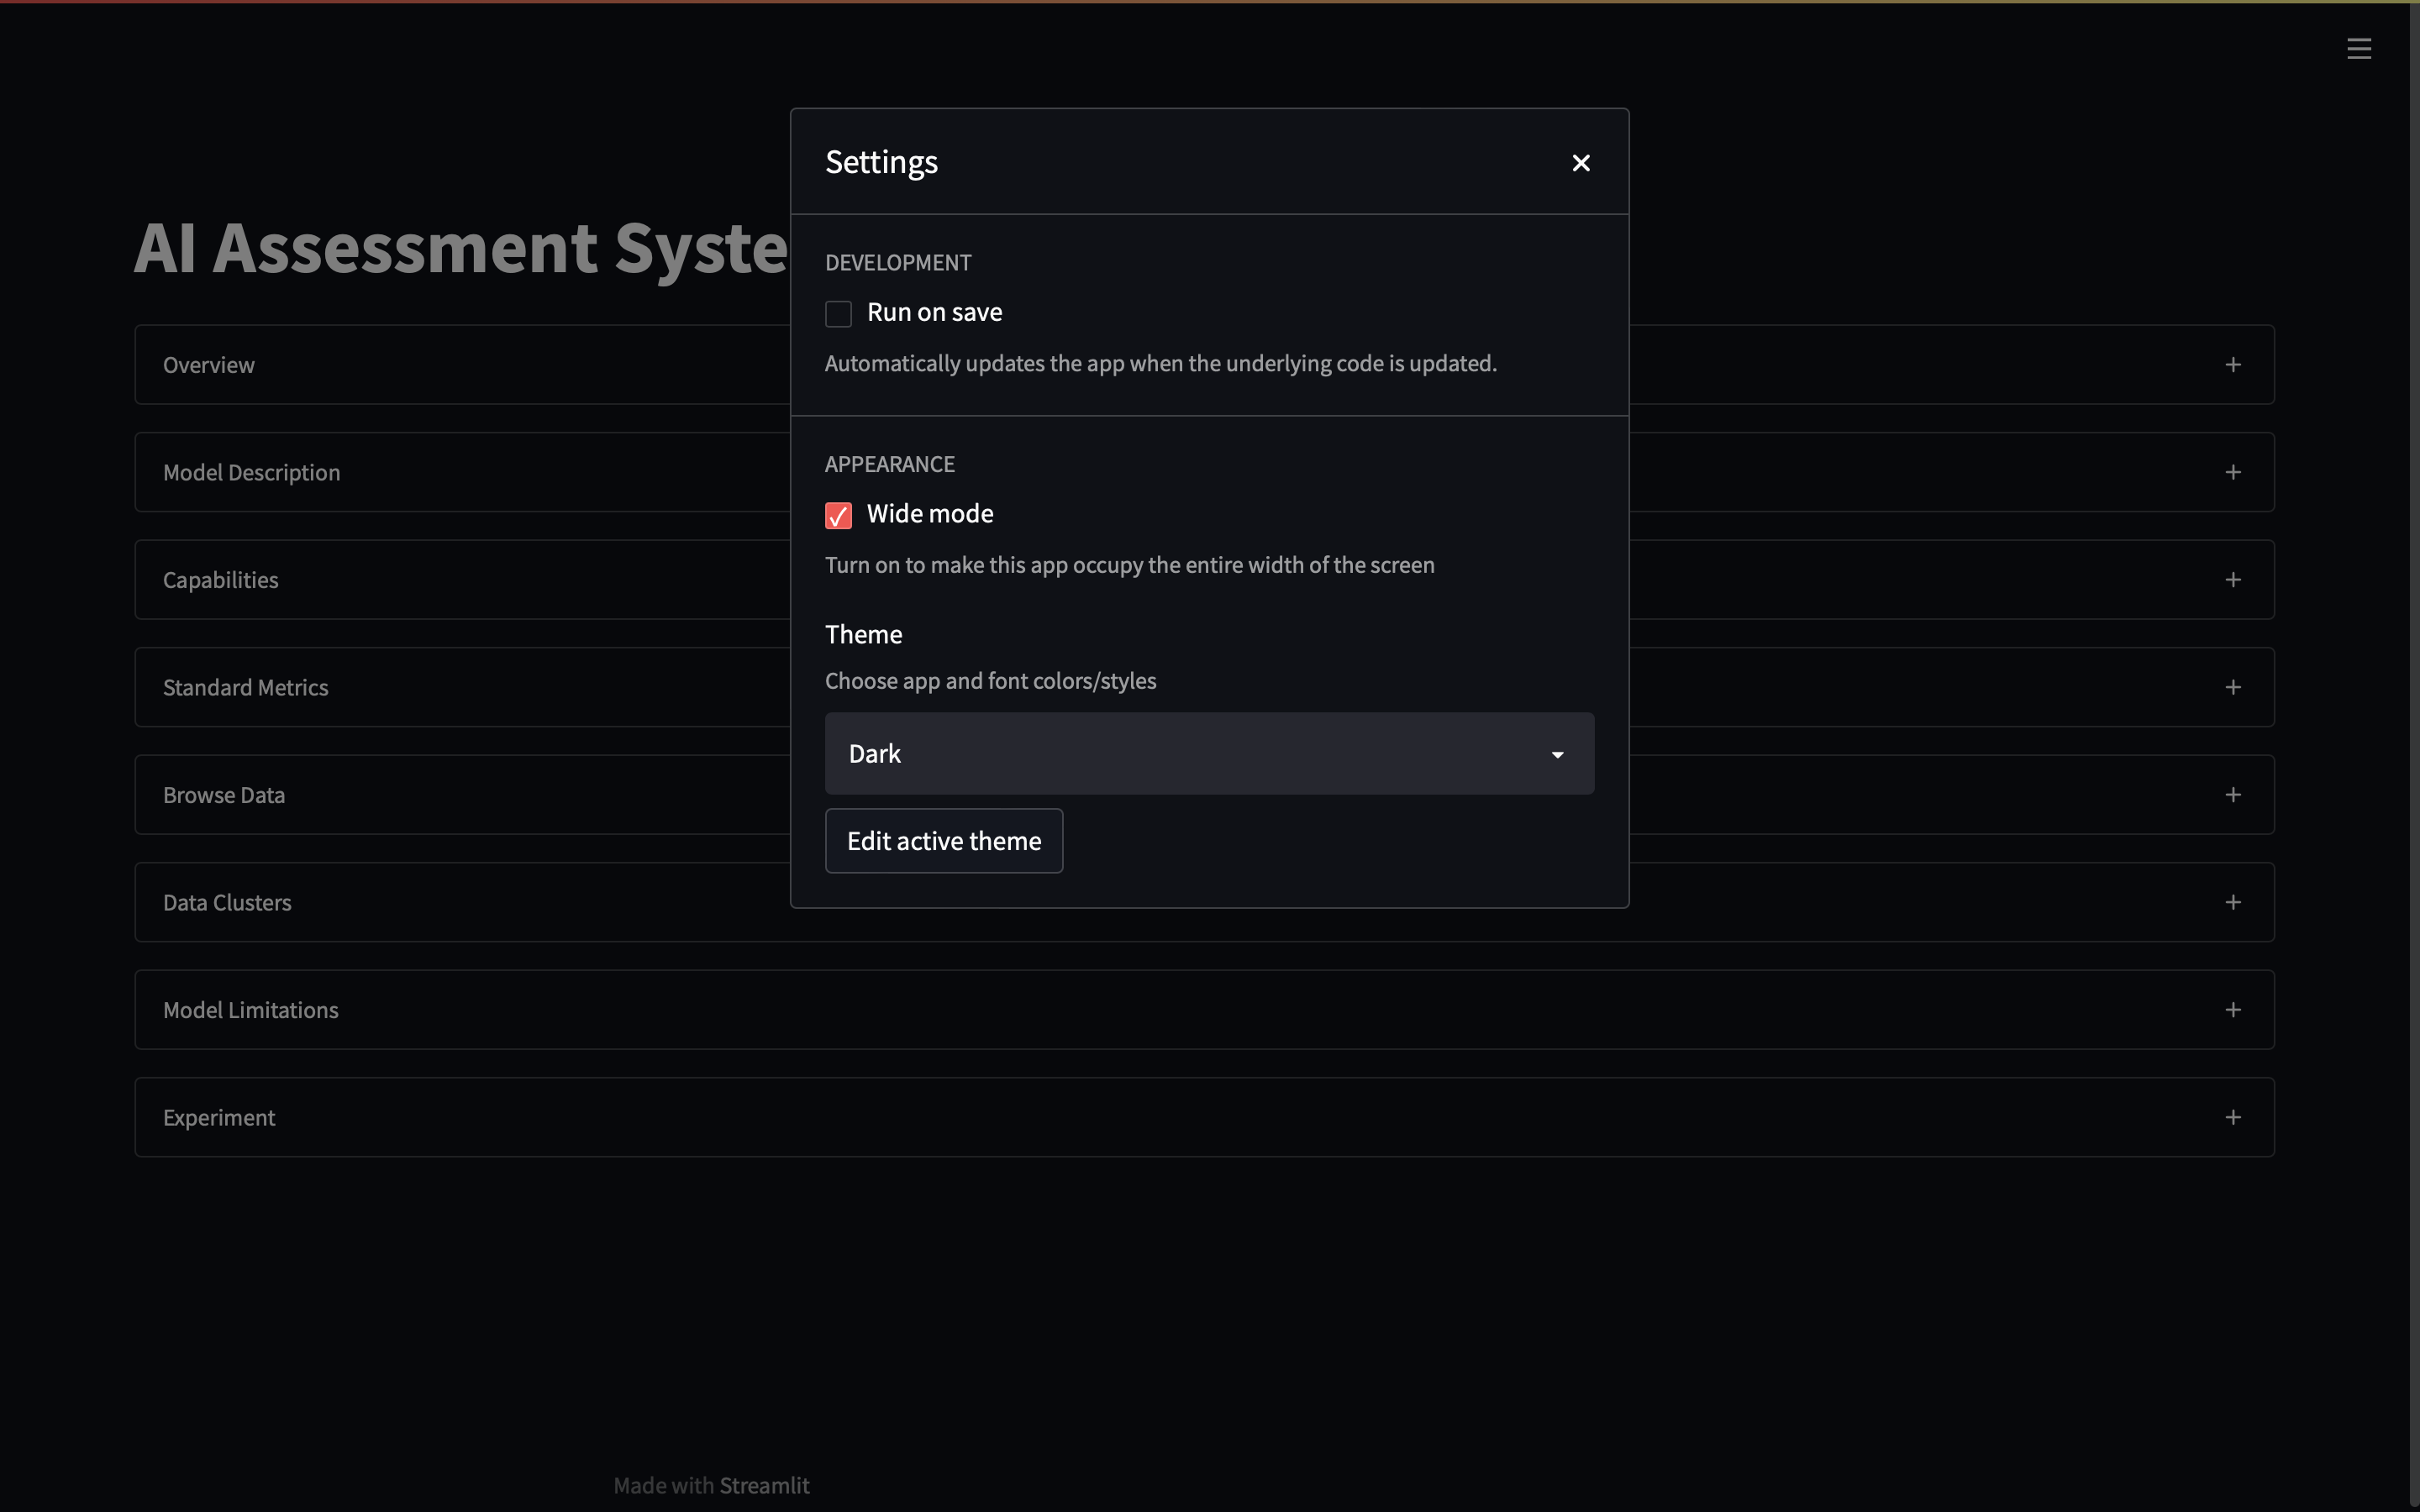 Settings
AI Assessment Syste
DEVELOPMENT
Run on save
Automatically updates the app when the underlying code is updated.
APPEARANCE
Wide mode
Turn on to make this app occupy the entire width of the screen
Theme
Choose app and font colors/styles
Dark
Edit active theme
Overview
Model Description
Capabilities
Standard Metrics
Browse Data
Data Clusters
Model Limitations
Experiment
Made with Streamlit